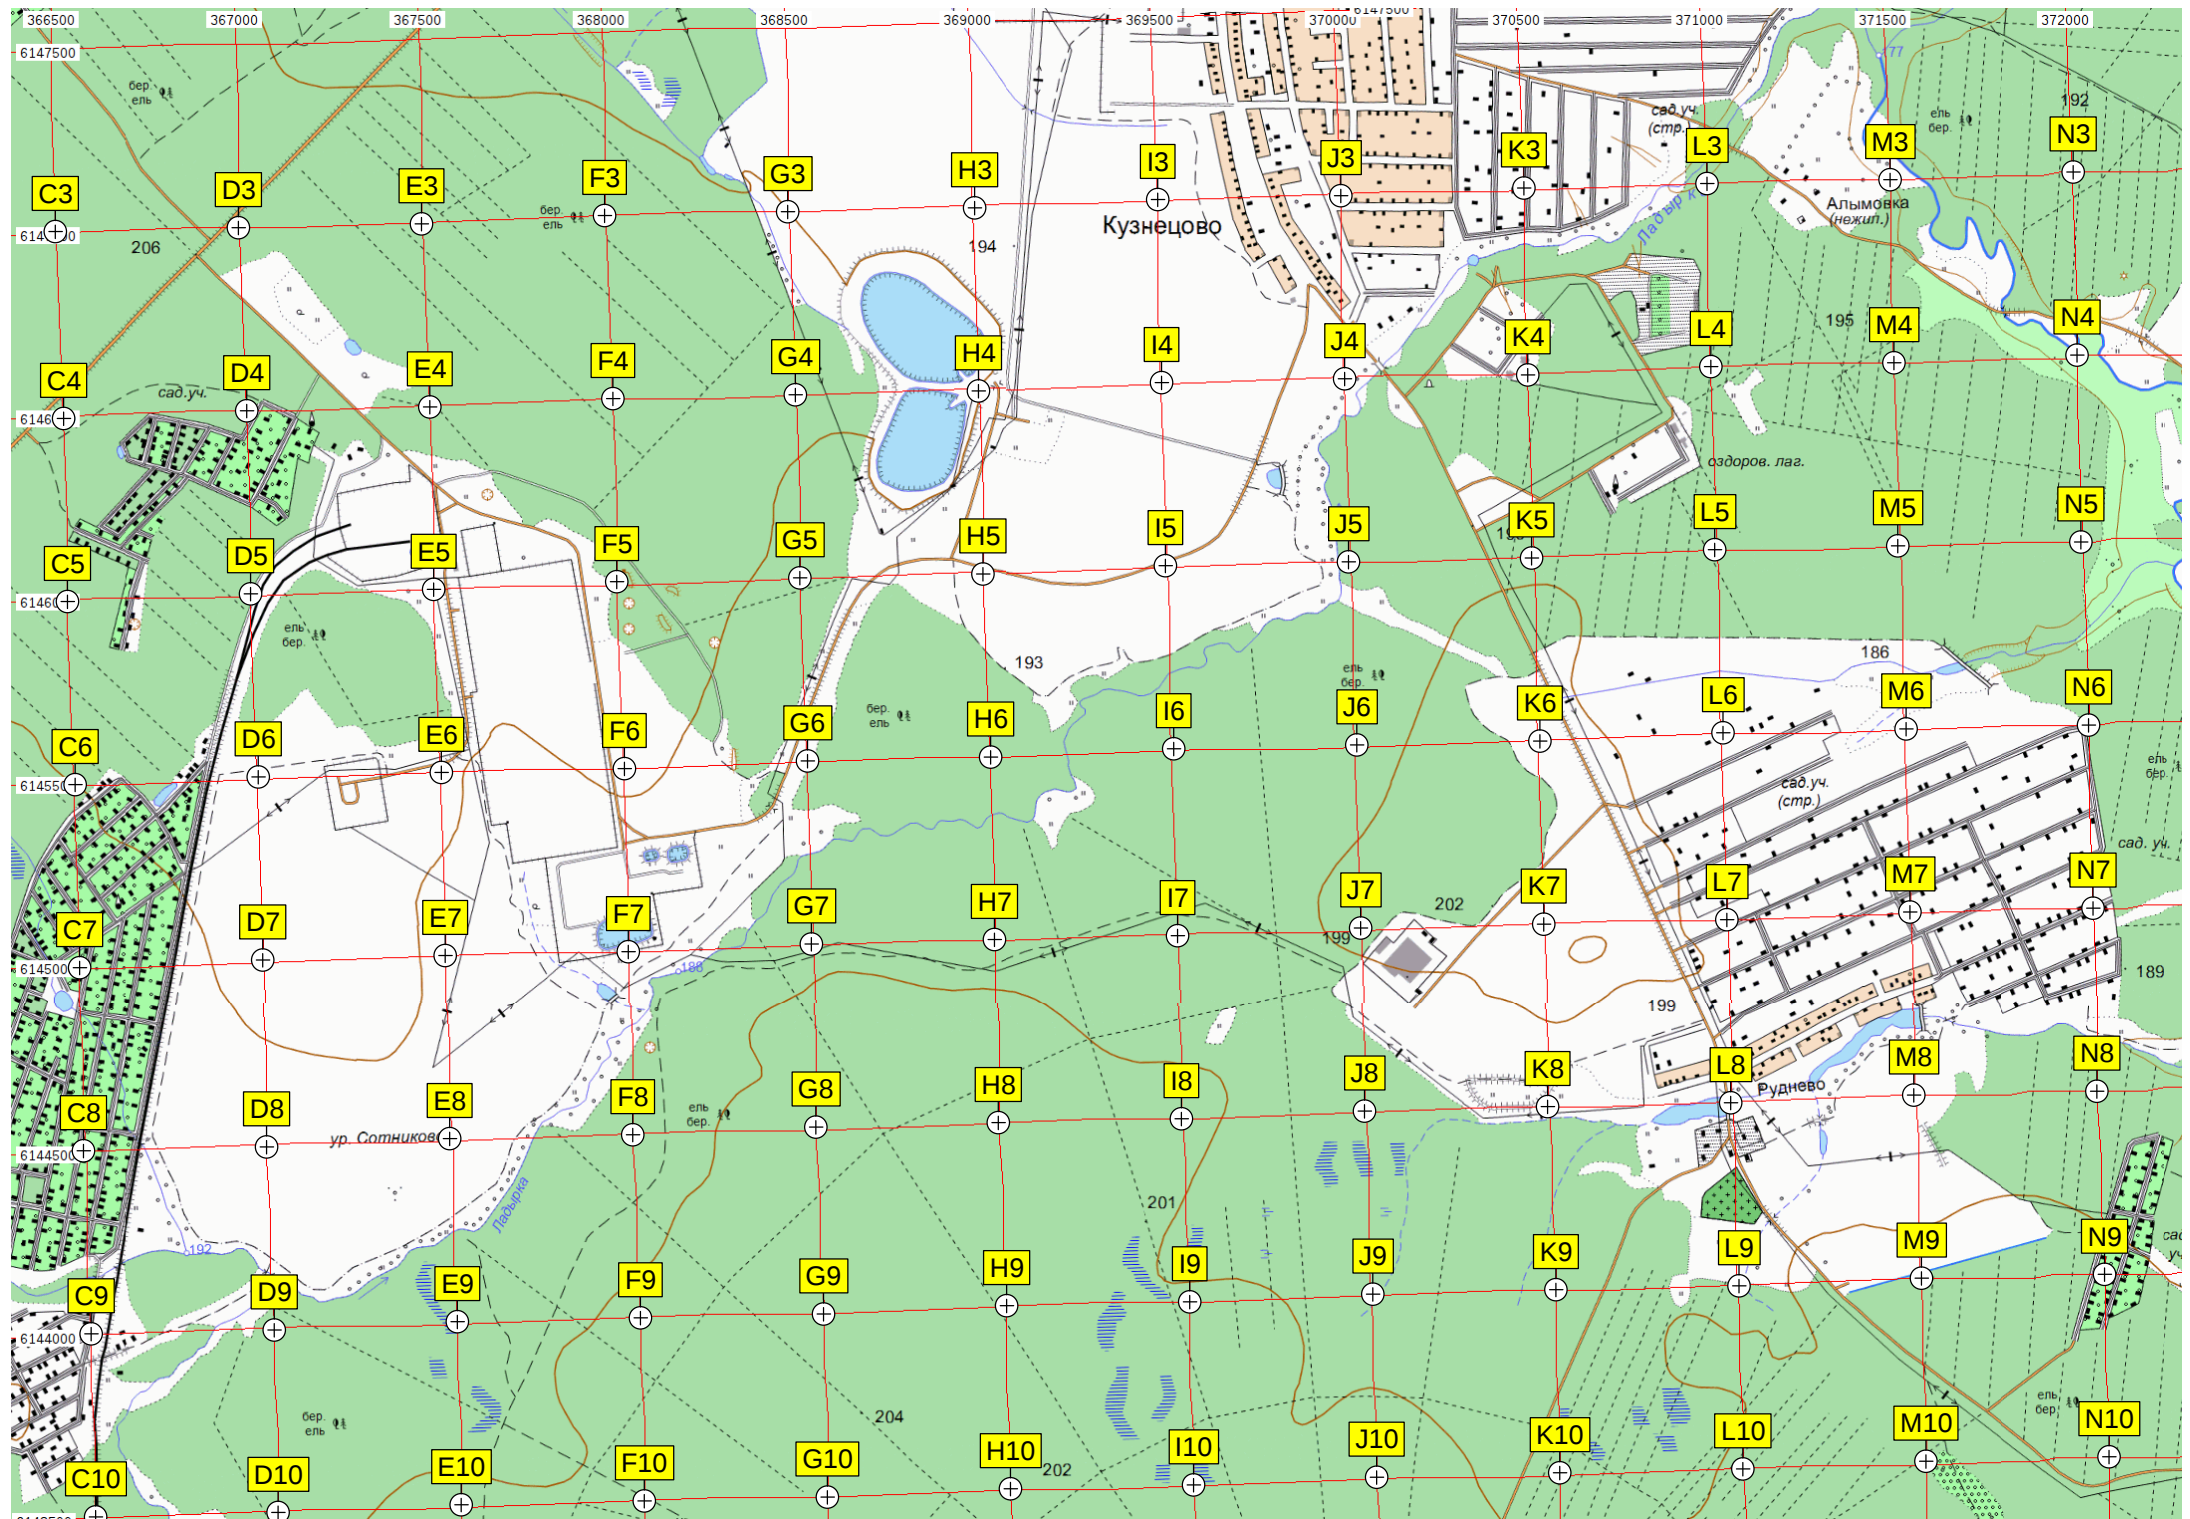 366500 367000 367500 368000 368500 369000 369500 370000 370500 371000 371500 372000
6147500
6147500
177
бер.
ель
192
сад.уч.
(стр.)
ель
бер.
C3 D3 E3 F3 G3 H3 I3 J3 K3 L3 M3 N3
бер.
ель
Кузнецово
Алымовка
(нежил.)
206
194
195
C4 D4 E4 F4 G4 H4 I4 J4 K4 L4 M4 N4
сад.уч.
оздоров. лаг.
C5 D5 E5 F5 G5 H5 I5 J5 K5 L5 M5 N5
ель
бер.
193
186
ель
бер.
бер.
ель
C6 D6 E6 F6 G6 H6 I6 J6 K6 L6 M6 N6
ель
бер.
сад.уч.
(стр.)
сад. уч.
C7 D7 E7 F7 G7 H7 I7 J7 K7 L7 M7 N7
202
199
6145000
188
189
199
C8 D8 E8 F8 G8 H8 I8 J8 K8 L8 M8 N8
ель
бер.
Руднево
ур. Сотниково
6144500
Ладырка
201
192
C9 D9 E9 F9 G9 H9 I9 J9 K9 L9 M9 N9
6144000
бер.
ель
204
ель
бер.
202
C10 D10 E10 F10 G10 H10 I10 J10 K10 L10 M10 N10